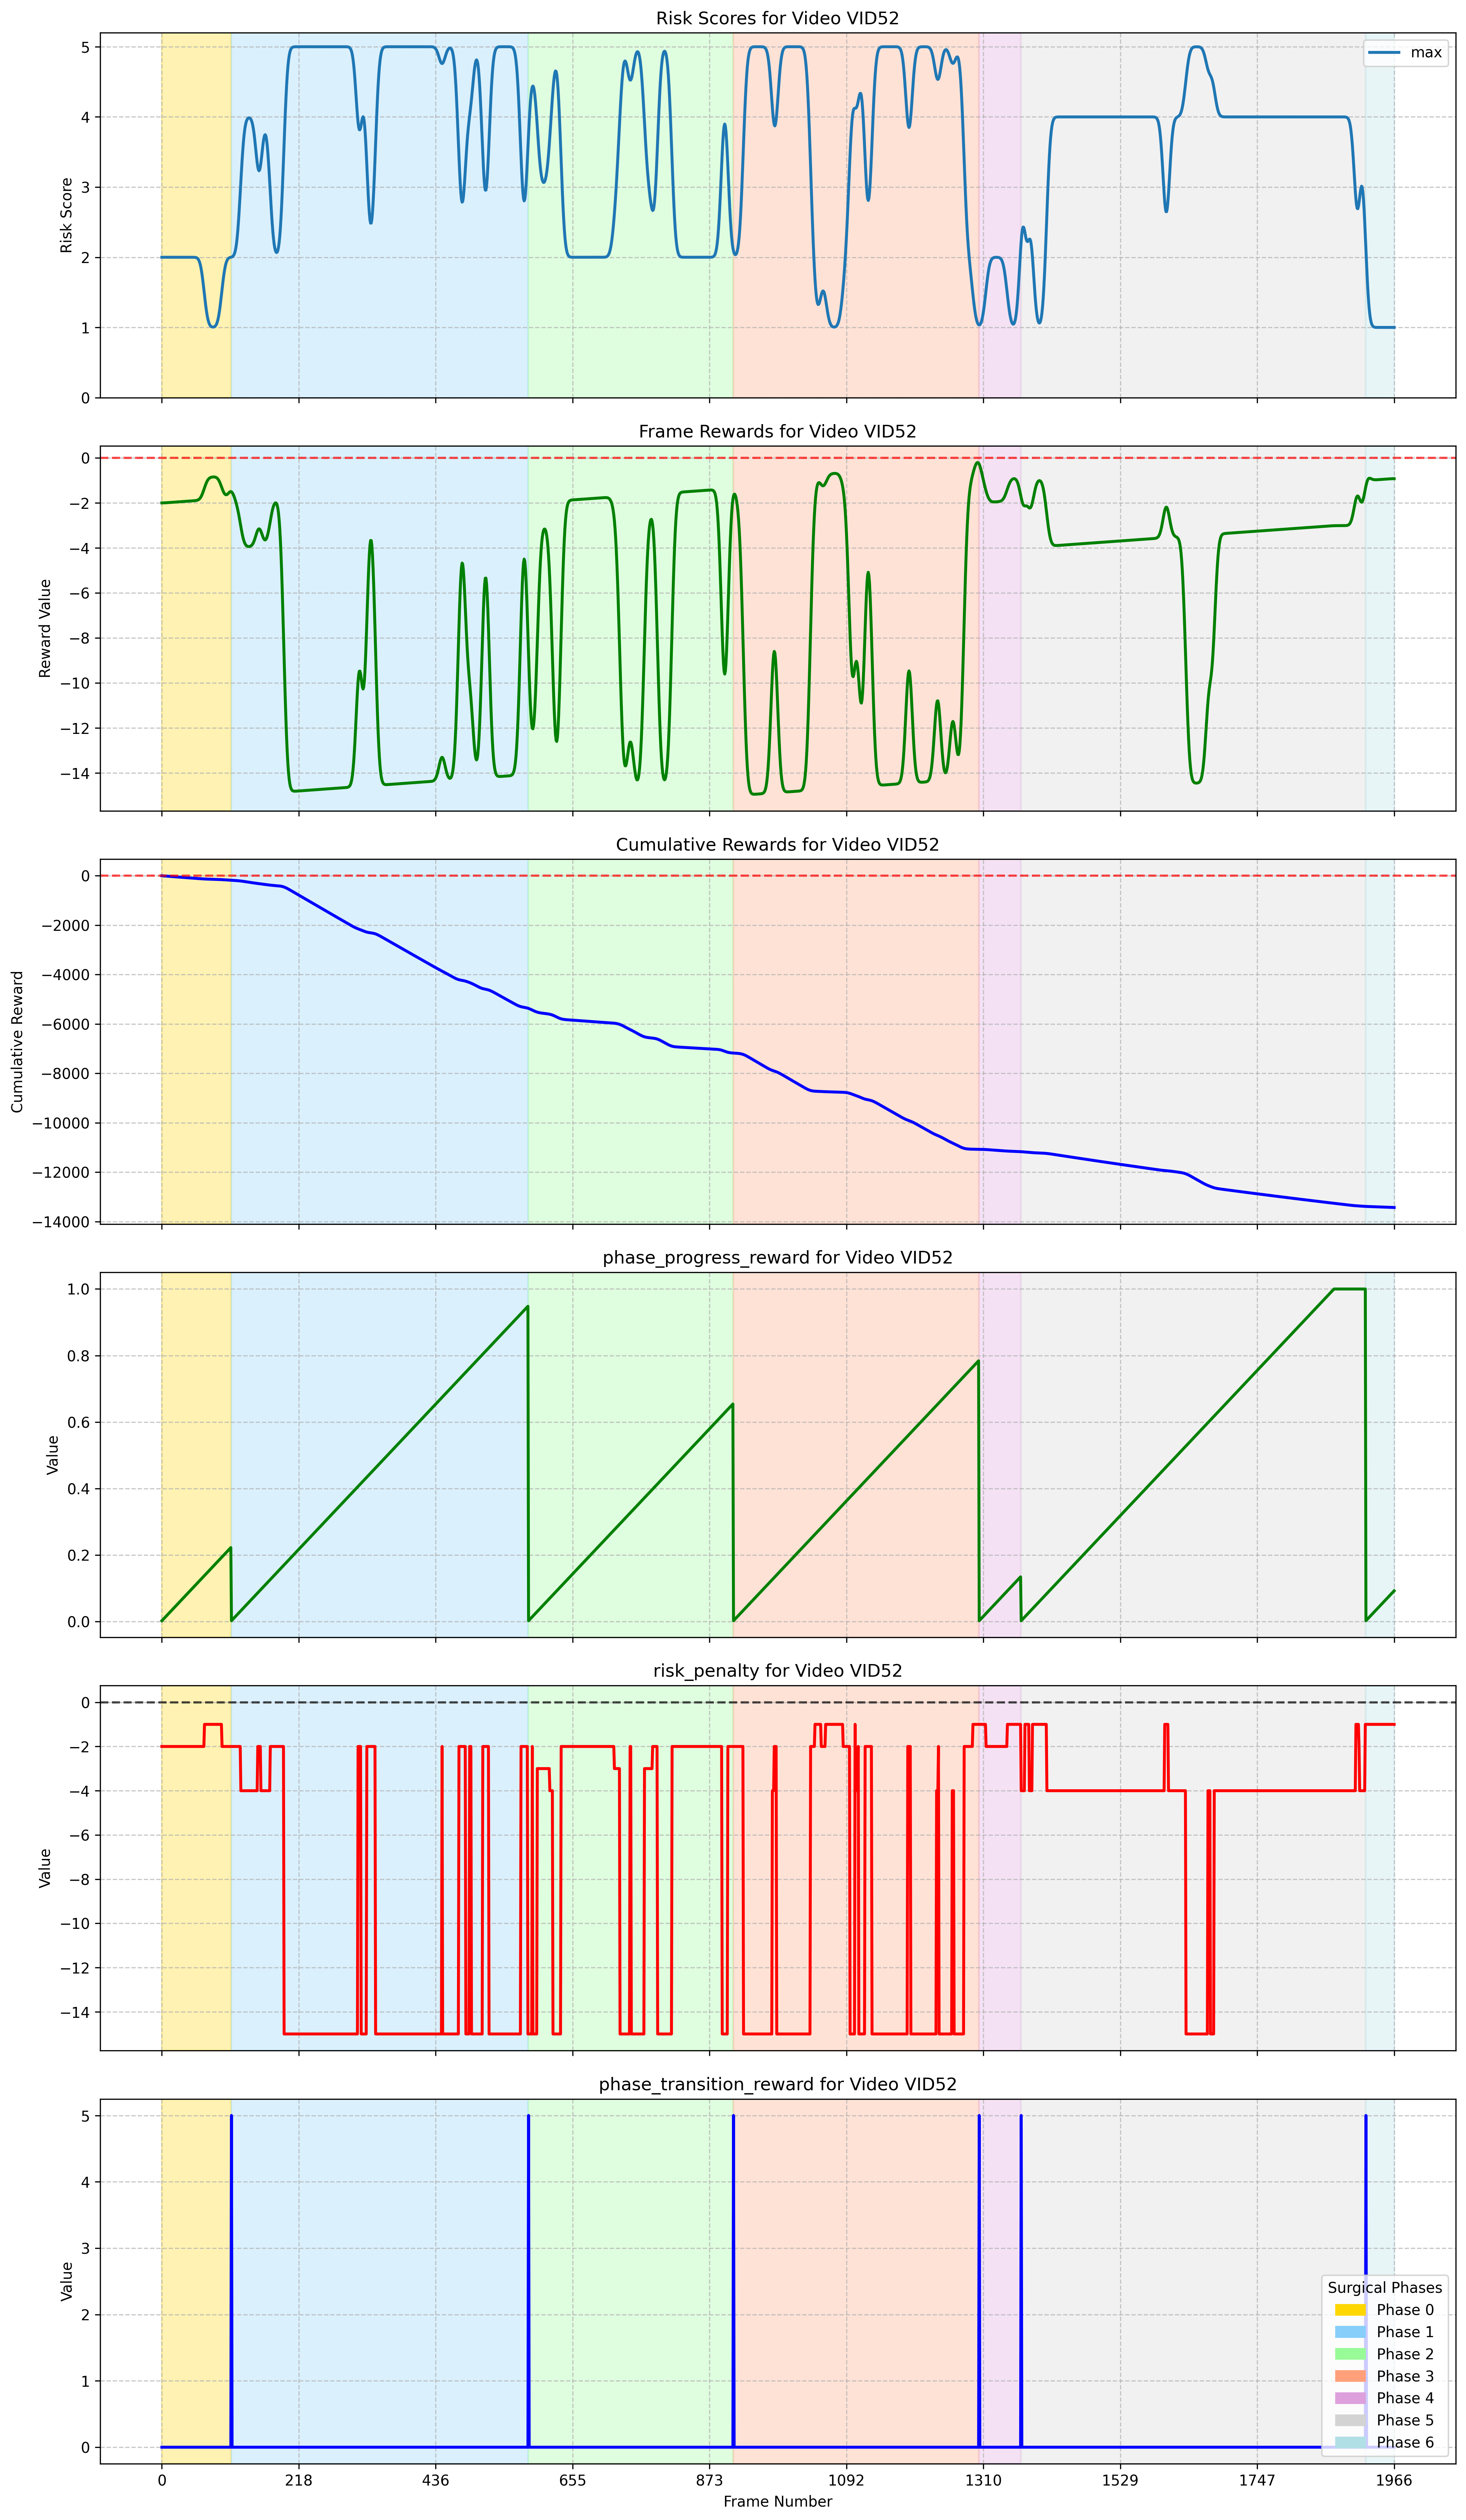 Risk Scores for Video VID52
5
4
3
2
1
0
Risk Score
max
Frame Rewards for Video VID52
0
−2
−4
−6
−8
−10
−12
−14
Reward Value
Cumulative Rewards for Video VID52
0
−2000
−4000
−6000
−8000
−10000
−12000
−14000
Cumulative Reward
phase_progress_reward for Video VID52
1.0
0.8
0.6
0.4
0.2
0.0
Value
risk_penalty for Video VID52
0
−2
−4
−6
−8
−10
−12
−14
Value
phase_transition_reward for Video VID52
5
4
3
2
1
0
Value
Surgical Phases
Phase 0
Phase 1
Phase 2
Phase 3
Phase 4
Phase 5
Phase 6
0 218 436 655 873 1092 1310 1529 1747 1966
Frame Number